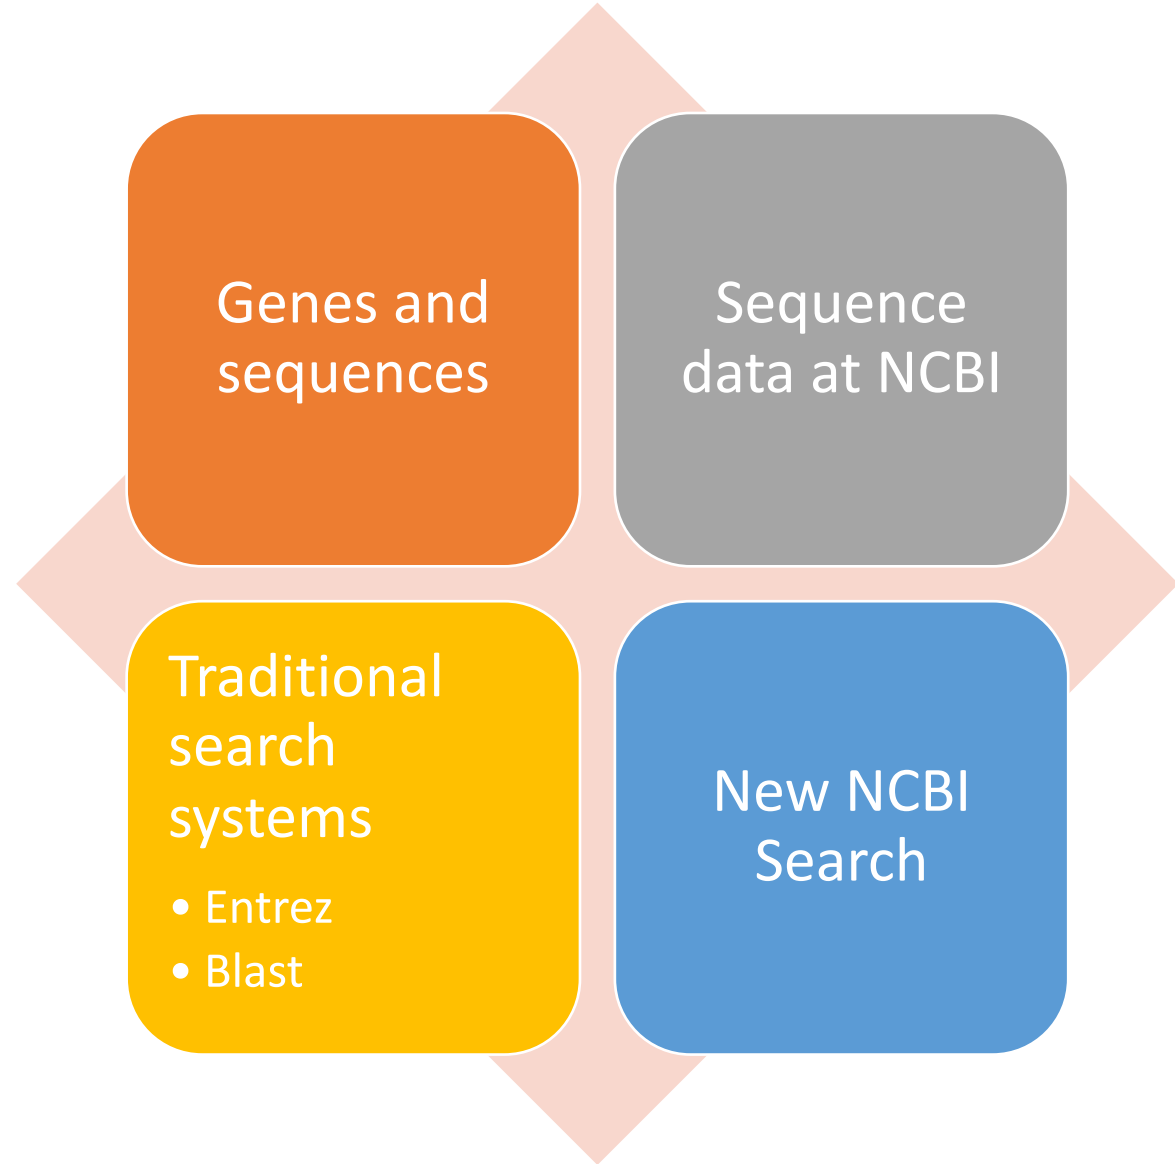 Genes and
sequences
Sequence
data at NCBI
Traditional
search
systems
• Entrez
• Blast
New NCBI
Search